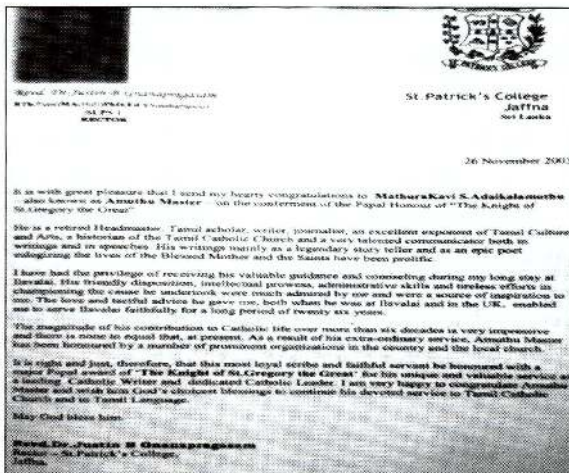 ST. PATRICK'S COLLEGE
Revd. Dr. Justin B Gnanapragasam
RECTOR
St.Patrick's College
Jaffna
Sri Lanka
26 November 2003
It is with great pleasure that I send my hearty congratulations to MathuraKavi S.Adaikalamuthu
also known as Amuthu Master on the conferment of the Papal Honour of "The Knight of
St.Gregory the Great"
He is a retired Headmaster, Tamil scholar, writer, journalist, an excellent exponent of Tamil Culture
and Arts, a historian of the Tamil Catholic Church and a very talented communicator both in
writings and in speeches. His writings mainly as a legendary story teller and as an epic poet
eulogizing the lives of the Blessed Mother and the Saints have been prolific.
I have had the privilege of receiving his valuable guidance and counseling during my long stay at
Ilavalai. His friendly disposition, intellectual prowess, administrative skills and tireless efforts in
championing the cause he undertook were much admired by me and were a source of inspiration to
me. The love and tactful advice he gave me, both when he was at Ilavalai and in the UK, enabled
me to serve Ilavalai faithfully for a long period of twenty six years.
The magnitude of his contribution to Catholic life over more than six decades is very impressive
and there is none to equal that, at present. As a result of his extra-ordinary service, Amuthu Master
has been honoured by a number of prominent organizations in the country and the local church.
It is right and just, therefore, that this most loyal scribe and faithful servant be honoured with a
major Papal award of "The Knight of St.Gregory the Great" for his unique and valuable service as
a leading Catholic Writer and dedicated Catholic Leader. I am very happy to congratulate Amuthu
Master and wish him God's choicest blessings to continue his devoted service to Tamil Catholic
Church and to Tamil Language.
May God bless him.
Revd.Dr.Justin B Gnanapragasam
Rector – St.Patrick's College,
Jaffna.